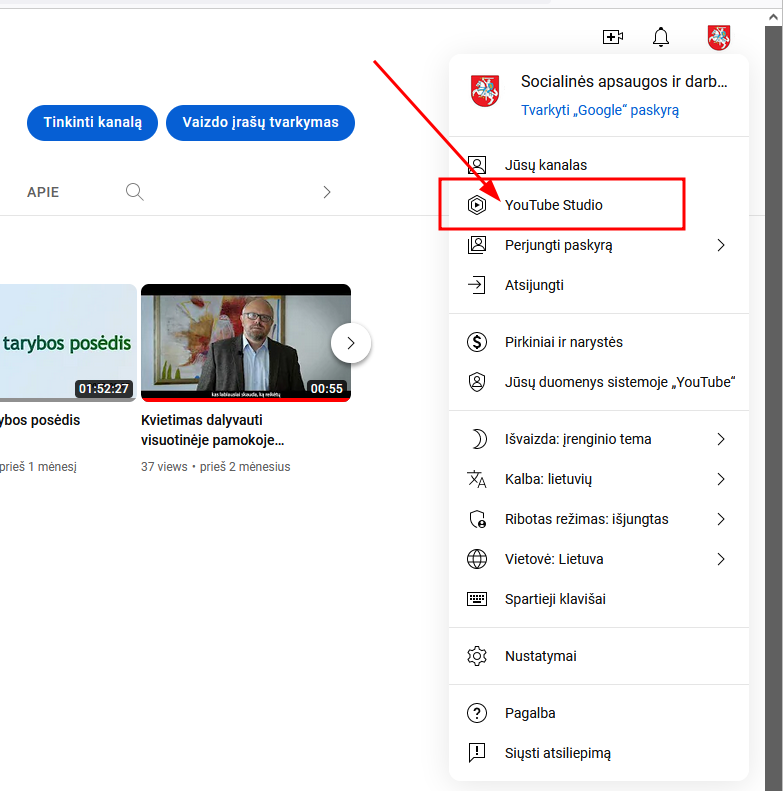 Socialinės apsaugos ir darb...
Tvarkyti „Google“ paskyrą
Tinkinti kanalą
Vaizdo įrašų tvarkymas
Jūsų kanalas
APIE
YouTube Studio
Perjungti paskyrą
Atsijungti
tarybos posėdis
01:52:27
kas labiausiai skauda, ką reikėtų
00:55
Pirkiniai ir narystės
Jūsų duomenys sistemoje „YouTube“
ybos posėdis
Kvietimas dalyvauti
visuotinėje pamokoje...
prieš 1 mėnesį
37 views • prieš 2 mėnesius
Išvaizda: įrenginio tema
Kalba: lietuvių
Ribotas režimas: išjungtas
Vietovė: Lietuva
Spartieji klavišai
Nustatymai
Pagalba
Siųsti atsiliepimą